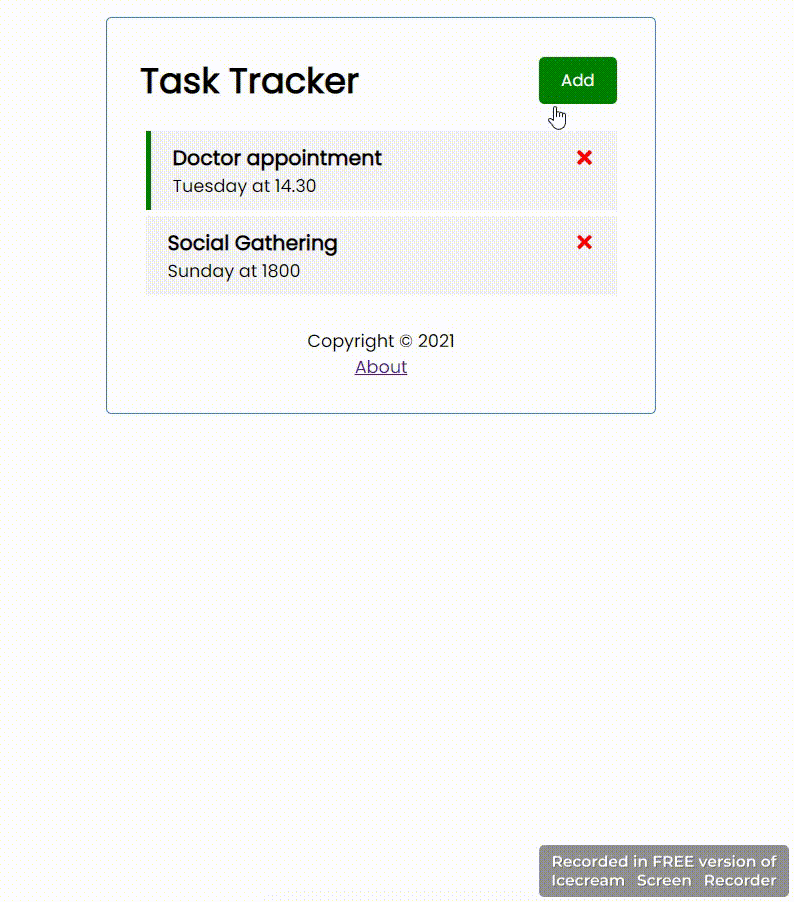 Task Tracker
Add
Doctor appointment
Tuesday at 14.30
Social Gathering
Sunday at 1800
Copyright © 2021
About
Recorded in FREE version of
Icecream Screen Recorder